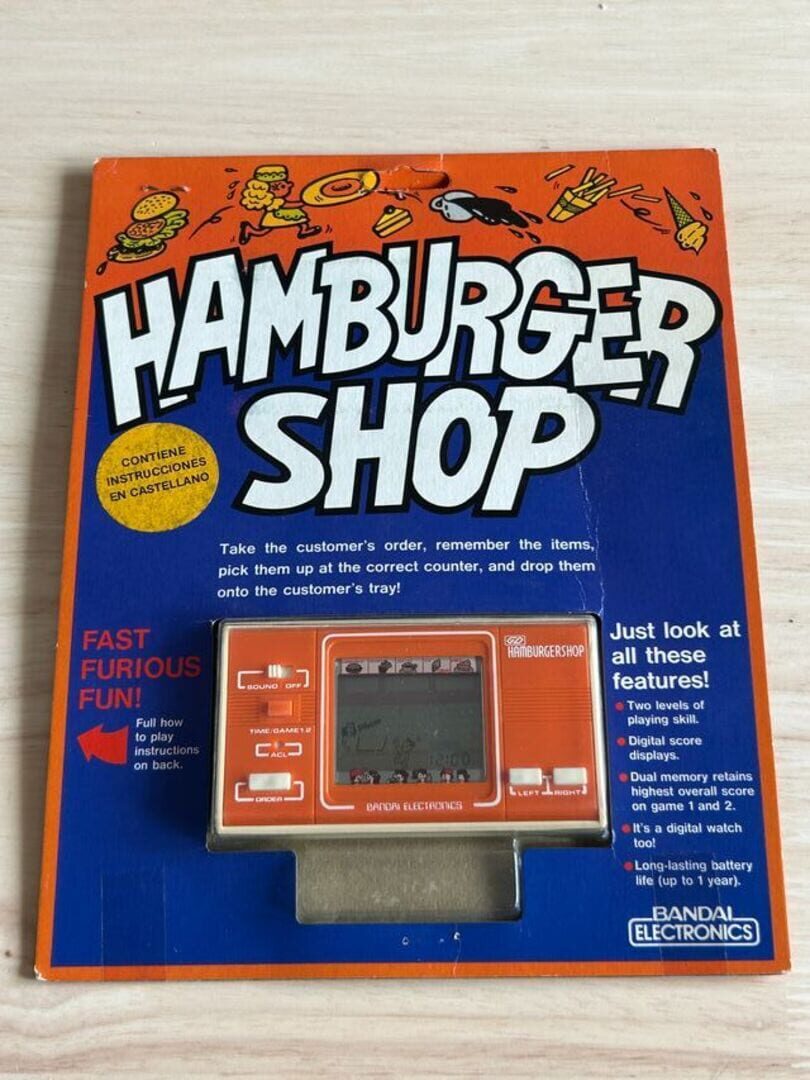 HAMBURGER
SHOP
CONTIENE
INSTRUCCIONES
EN CASTELLANO
Take the customer's order, remember the items,
pick them up at the correct counter, and drop them
onto the customer's tray!
FAST
FURIOUS
FUN!
Full how
to play
instructions
on back.
HAMBURGERSHOP
SOUND OFF
TIME/GAME 1.2
ACL
ORDER
LEFT RIGHT
BANDAI ELECTRONICS
Just look at
all these
features!
Two levels of
playing skill.
Digital score
displays.
Dual memory retains
highest overall score
on game 1 and 2.
It's a digital watch
too!
Long-lasting battery
life (up to 1 year).
BANDAI
ELECTRONICS